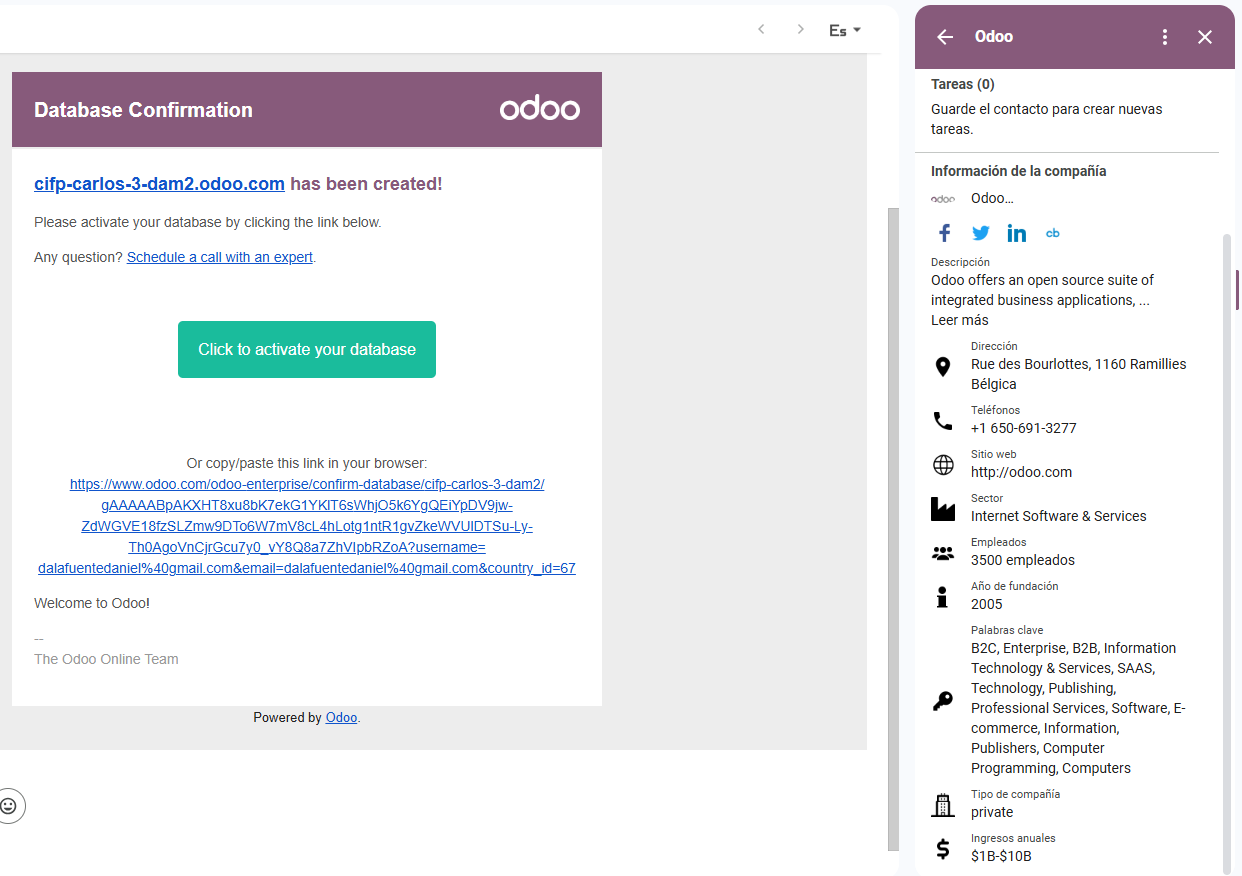 Es
Database Confirmation
odoo
cifp-carlos-3-dam2.odoo.com has been created!
Please activate your database by clicking the link below.
Any question? Schedule a call with an expert.
Click to activate your database
Or copy/paste this link in your browser:
https://www.odoo.com/odoo-enterprise/confirm-database/cifp-carlos-3-dam2/
gAAAAABpAKXHT8xu8bK7ekG1YKlT6sWhjO5k6YgQEiYpDV9jw-
ZdWGVE18fzSLZmw9DTo6W7mV8cL4hLotg1ntR1gvZkeWVUIDTSu-Ly-
Th0AgoVnCjrGcu7y0_vY8Q8a7ZhVIpbRZoA?username=
dalafuentedaniel%40gmail.com&email=dalafuentedaniel%40gmail.com&country_id=67
Welcome to Odoo!
--
The Odoo Online Team
Powered by Odoo.
Odoo
Tareas (0)
Guarde el contacto para crear nuevas
tareas.
Información de la compañía
odoo Odoo...
cb
Descripción
Odoo offers an open source suite of
integrated business applications, ...
Leer más
Dirección
Rue des Bourlottes, 1160 Ramillies
Bélgica
Teléfonos
+1 650-691-3277
Sitio web
http://odoo.com
Sector
Internet Software & Services
Empleados
3500 empleados
Año de fundación
2005
Palabras clave
B2C, Enterprise, B2B, Information
Technology & Services, SAAS,
Technology, Publishing,
Professional Services, Software, E-
commerce, Information,
Publishers, Computer
Programming, Computers
Tipo de compañía
private
Ingresos anuales
$1B-$10B